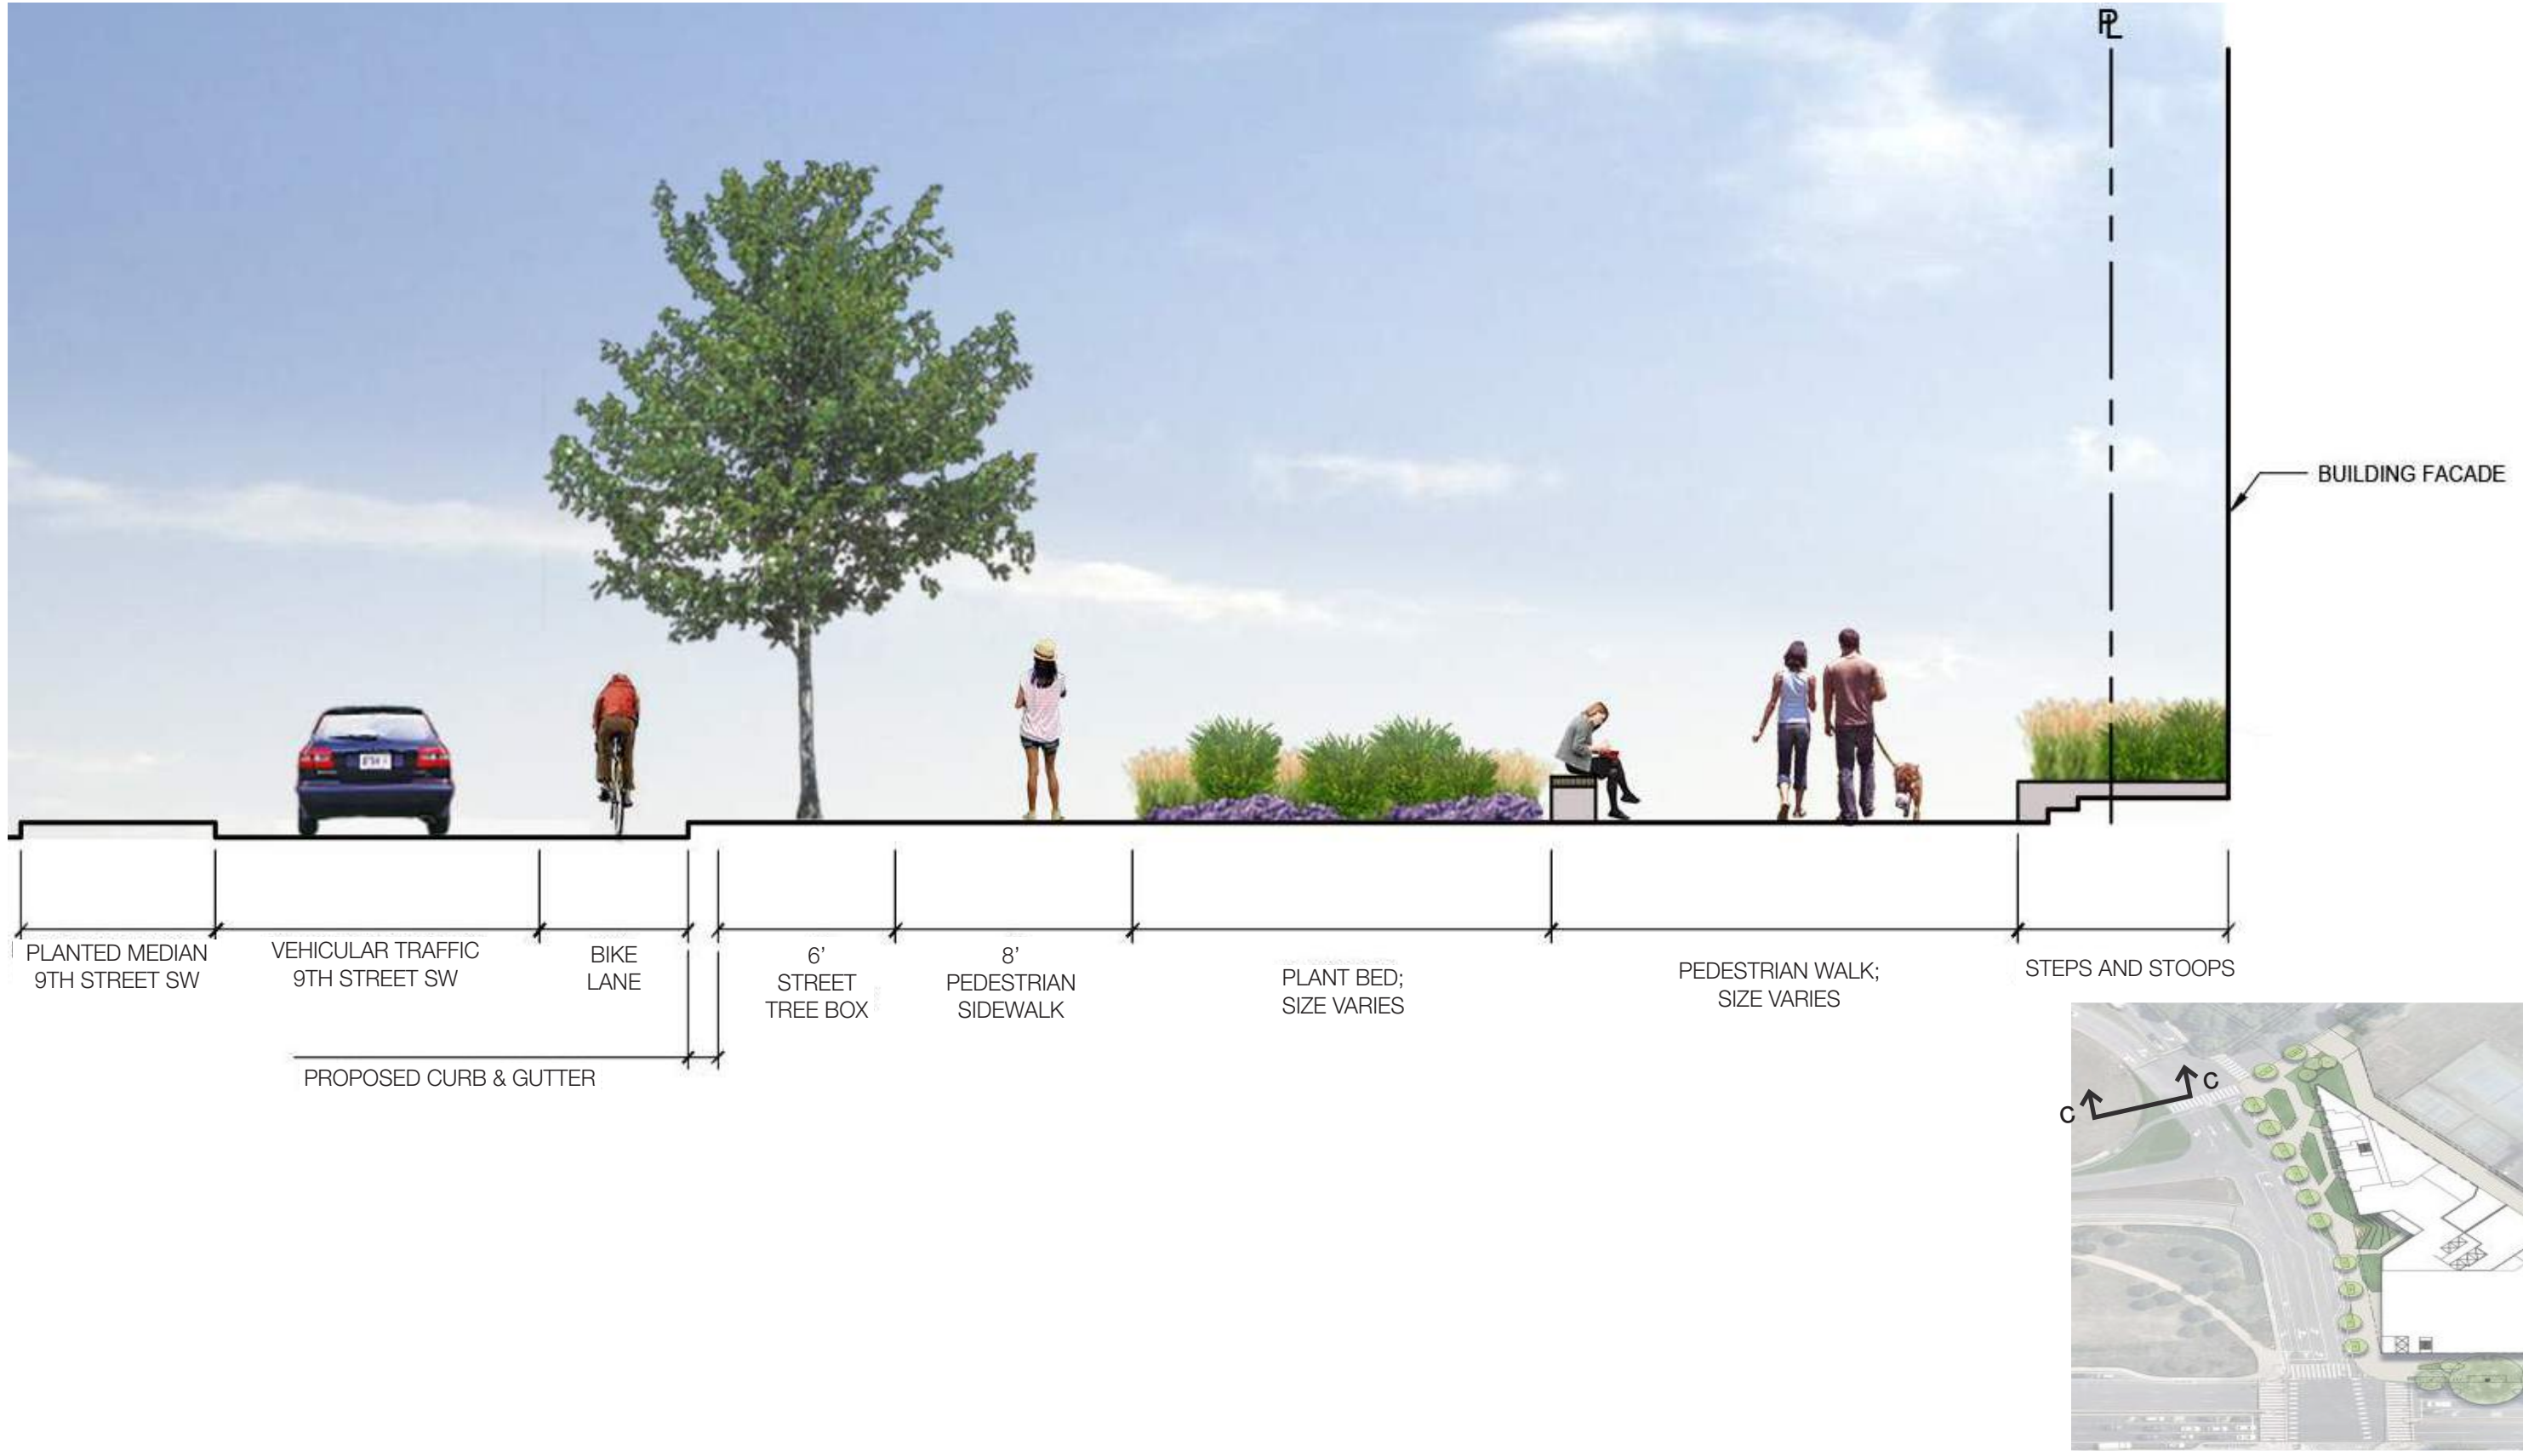 PL
BUILDING FACADE
PLANTED MEDIAN
9TH STREET SW
VEHICULAR TRAFFIC
9TH STREET SW
BIKE
LANE
6’
STREET
TREE BOX
8’
PEDESTRIAN
SIDEWALK
PLANT BED;
SIZE VARIES
PEDESTRIAN WALK;
SIZE VARIES
STEPS AND STOOPS
PROPOSED CURB & GUTTER
C
C